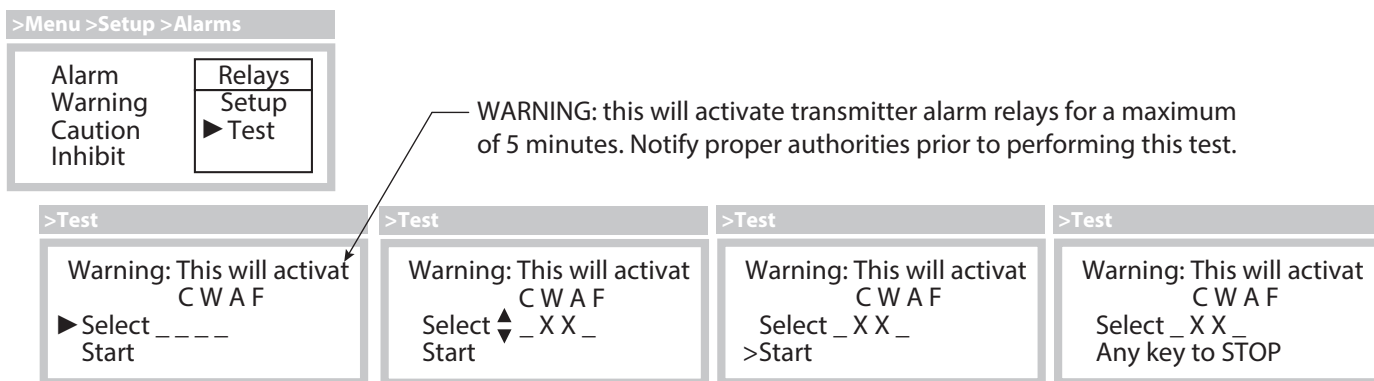 >Menu >Setup >Alarms
Alarm
Warning
Caution
Inhibit
Relays
Setup
►Test
WARNING: this will activate transmitter alarm relays for a maximum
of 5 minutes. Notify proper authorities prior to performing this test.
>Test
Warning: This will activat
C W A F
►Select _ _ _ _
Start
>Test
Warning: This will activat
C W A F
Select ▲▼ _ X X _
Start
>Test
Warning: This will activat
C W A F
Select _ X X _
>Start
>Test
Warning: This will activat
C W A F
Select _ X X _
Any key to STOP